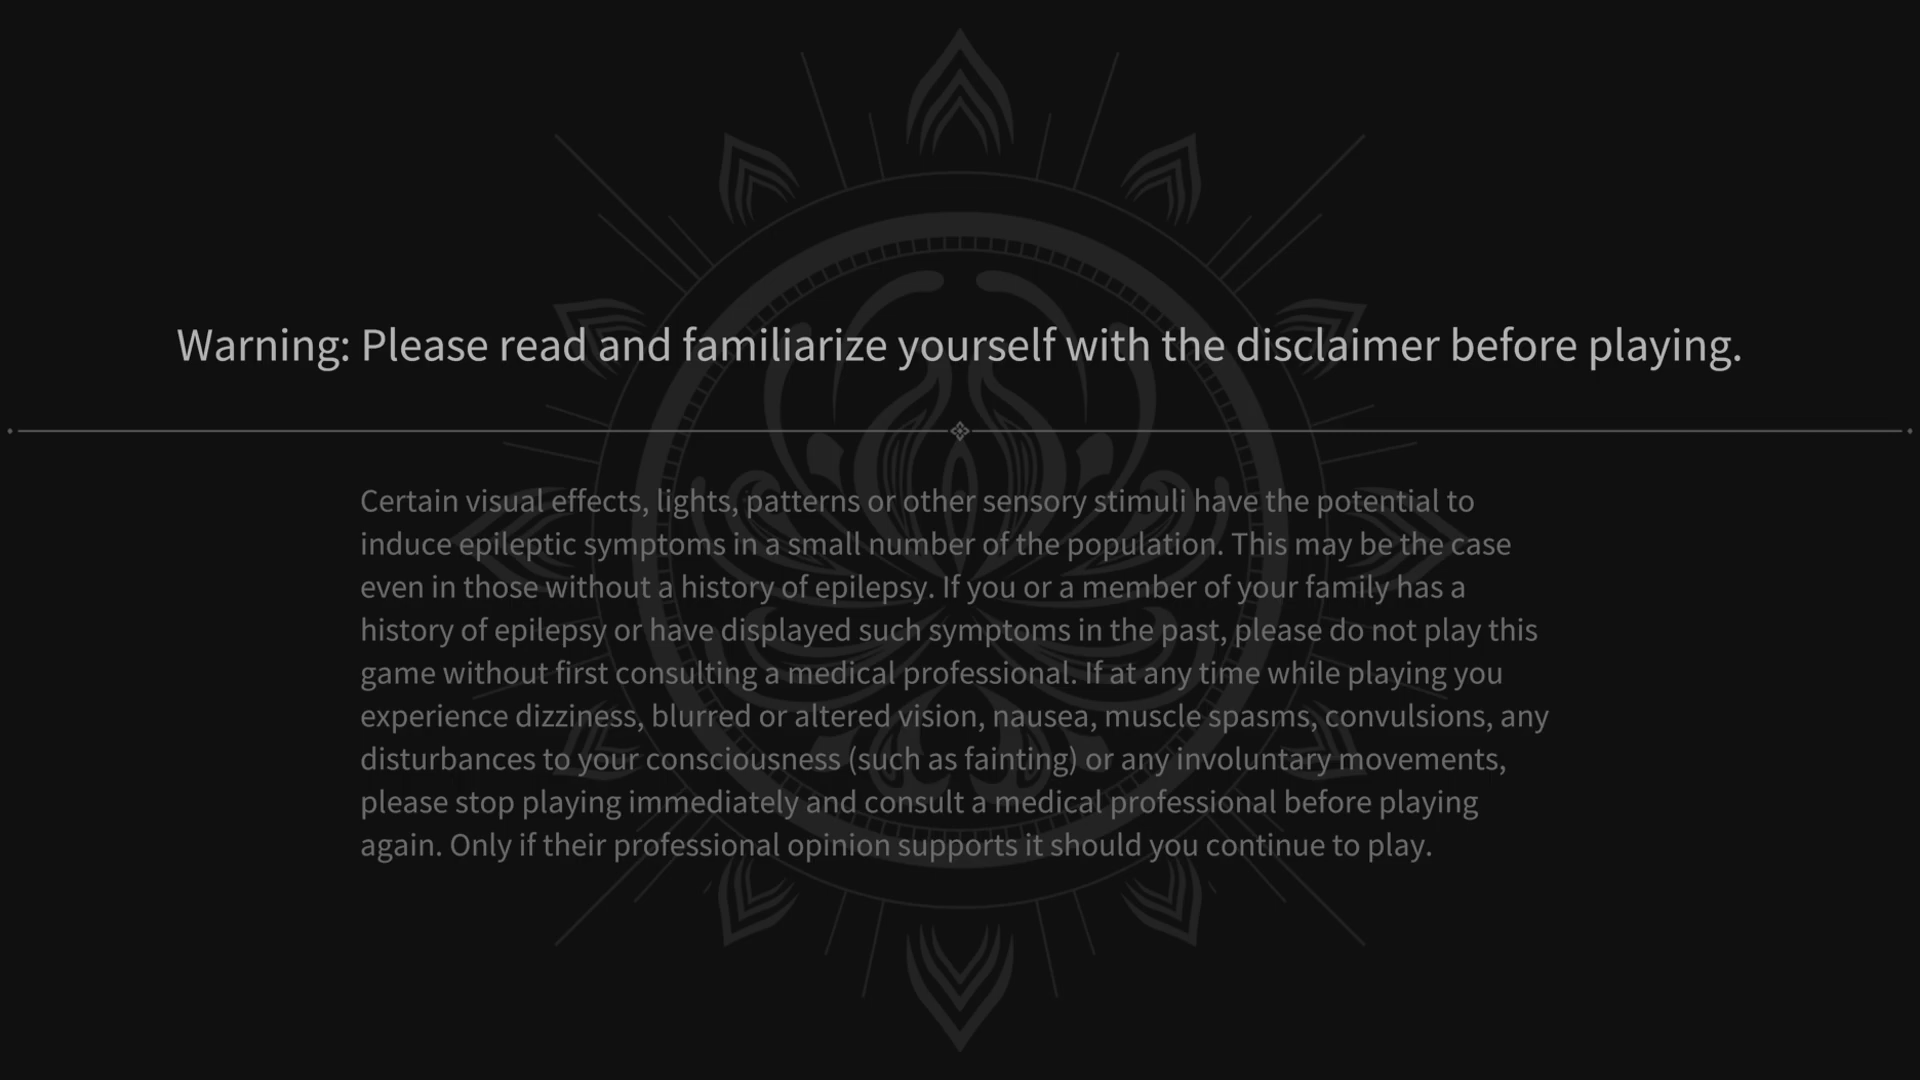 Warning: Please read and familiarize yourself with the disclaimer before playing.
Certain visual effects, lights, patterns or other sensory stimuli have the potential to
induce epileptic symptoms in a small number of the population. This may be the case
even in those without a history of epilepsy. If you or a member of your family has a
history of epilepsy or have displayed such symptoms in the past, please do not play this
game without first consulting a medical professional. If at any time while playing you
experience dizziness, blurred or altered vision, nausea, muscle spasms, convulsions, any
disturbances to your consciousness (such as fainting) or any involuntary movements,
please stop playing immediately and consult a medical professional before playing
again. Only if their professional opinion supports it should you continue to play.